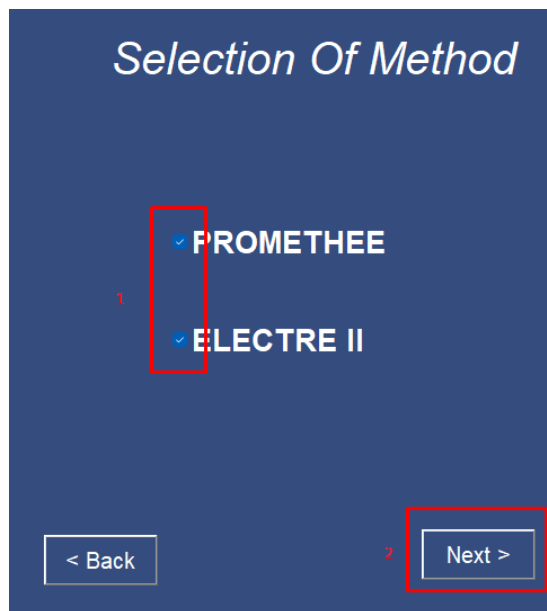 Selection Of Method
PROMETHEE
1
ELECTRE II
< Back
2
Next >